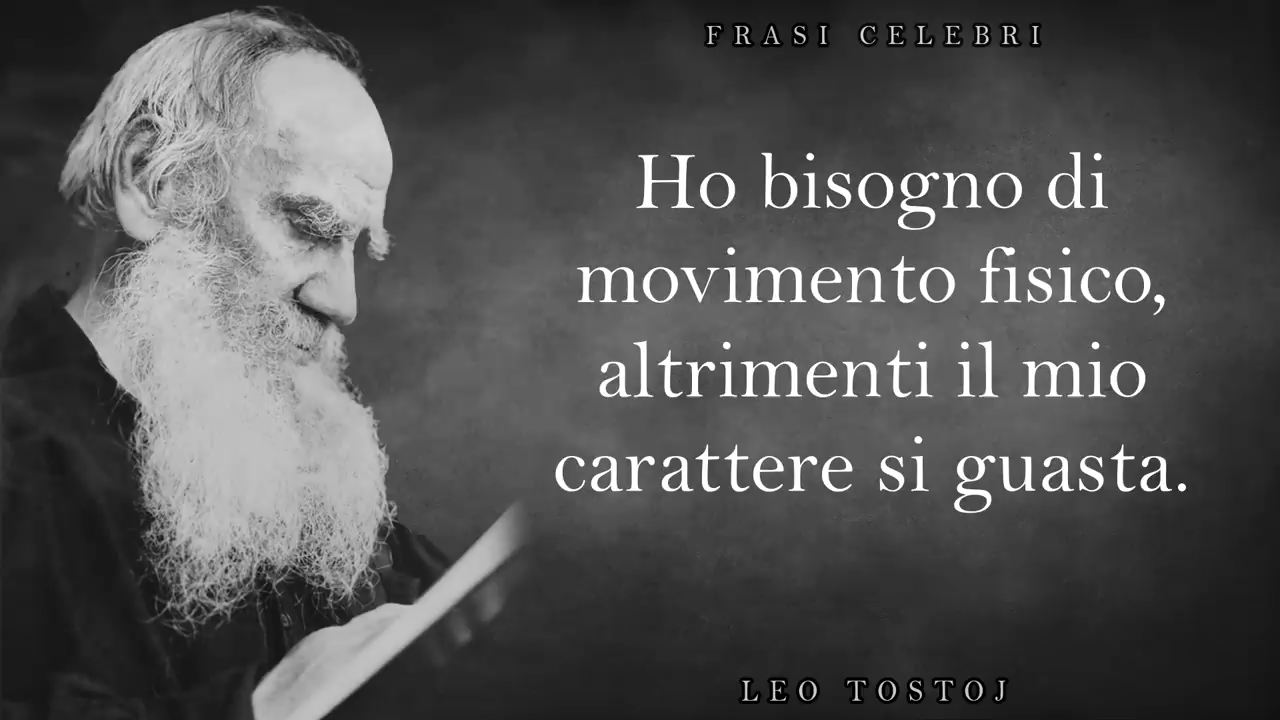 FRASI CELEBRI
Ho bisogno di
movimento fisico,
altrimenti il mio
carattere si guasta.
LEO TOSTOJ